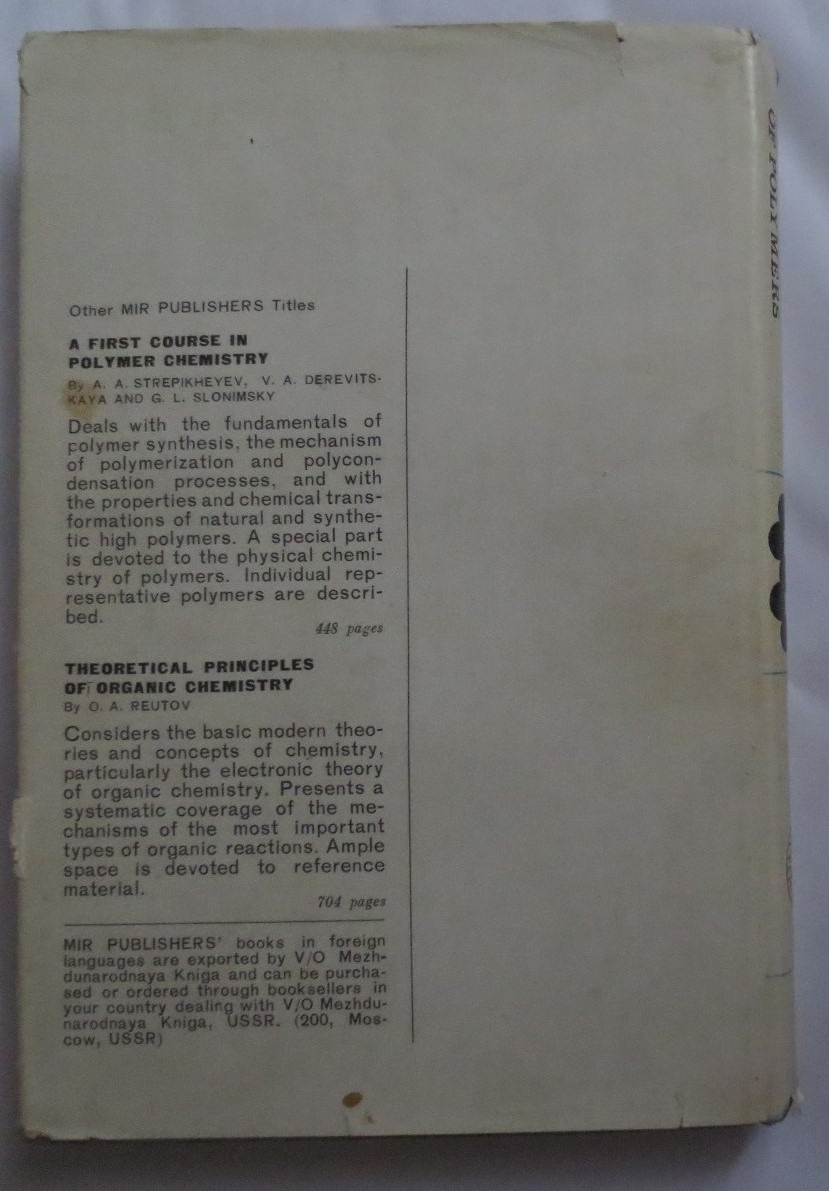 Other MIR PUBLISHERS Titles
A FIRST COURSE IN
POLYMER CHEMISTRY
By A. A. STREPIKHEYEV, V. A. DEREVITS-
KAYA AND G. L. SLONIMSKY
Deals with the fundamentals of
polymer synthesis, the mechanism
of polymerization and polycon-
densation processes, and with
the properties and chemical trans-
formations of natural and synthe-
tic high polymers. A special part
is devoted to the physical chemi-
stry of polymers. Individual rep-
resentative polymers are descri-
bed.
448 pages
THEORETICAL PRINCIPLES
OF ORGANIC CHEMISTRY
By O. A. REUTOV
Considers the basic modern theo-
ries and concepts of chemistry,
particularly the electronic theory
of organic chemistry. Presents a
systematic coverage of the me-
chanisms of the most important
types of organic reactions. Ample
space is devoted to reference
material.
704 pages
MIR PUBLISHERS' books in foreign
languages are exported by V/O Mezh-
dunarodnaya Kniga and can be purcha-
sed or ordered through booksellers in
your country dealing with V/O Mezhdu-
narodnaya Kniga, USSR. (200, Mos-
cow, USSR)
OF POLYMERS